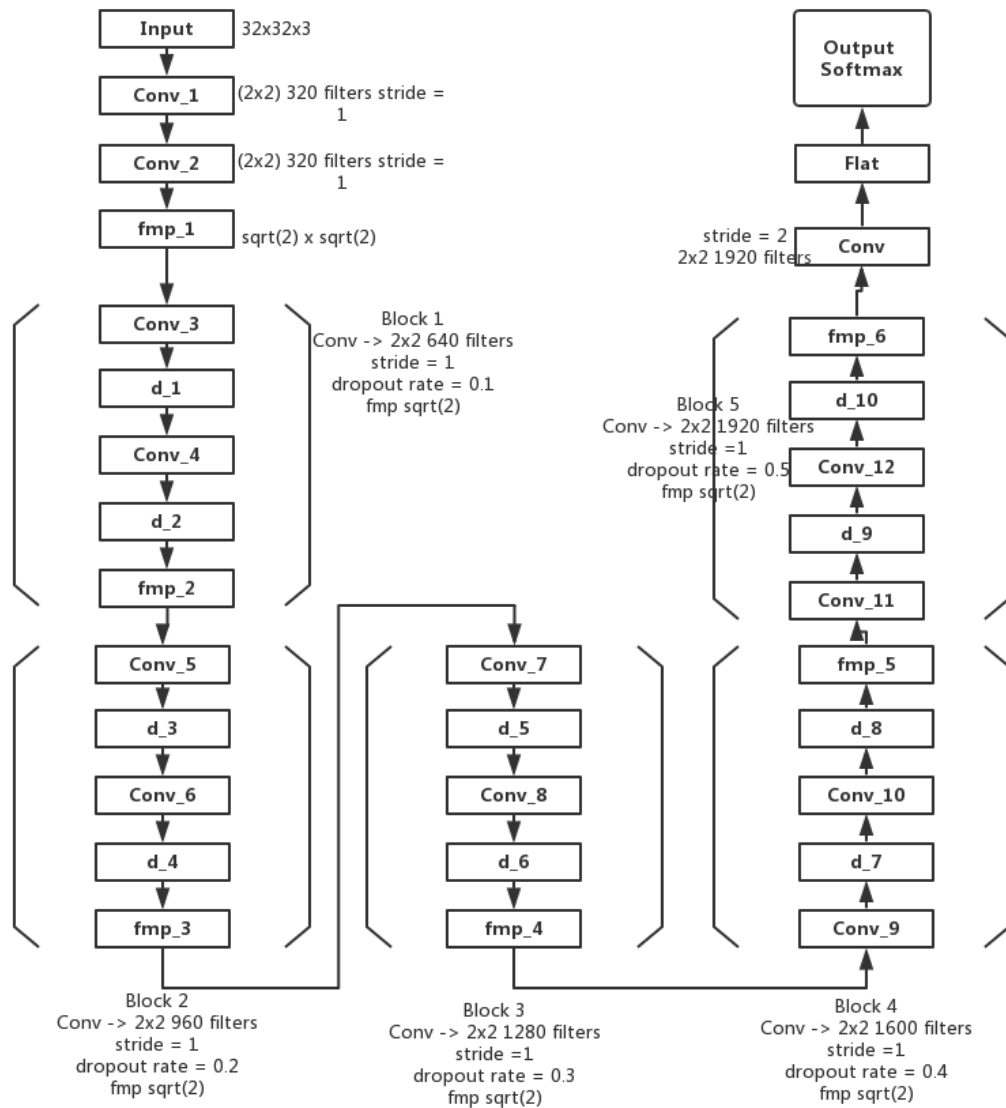 Input
32x32x3
Conv_1
(2x2) 320 filters stride =
1
Conv_2
(2x2) 320 filters stride =
1
fmp_1
sqrt(2) x sqrt(2)
Conv_3
d_1
Conv_4
d_2
fmp_2
Block 1
Conv -> 2x2 640 filters
stride = 1
dropout rate = 0.1
fmp sqrt(2)
Conv_5
d_3
Conv_6
d_4
fmp_3
Block 2
Conv -> 2x2 960 filters
stride = 1
dropout rate = 0.2
fmp sqrt(2)
Conv_7
d_5
Conv_8
d_6
fmp_4
Block 3
Conv -> 2x2 1280 filters
stride =1
dropout rate = 0.3
fmp sqrt(2)
Conv_9
d_7
Conv_10
d_8
fmp_5
Block 4
Conv -> 2x2 1600 filters
stride =1
dropout rate = 0.4
fmp sqrt(2)
Conv_11
d_9
Conv_12
d_10
fmp_6
Block 5
Conv -> 2x2 1920 filters
stride =1
dropout rate = 0.5
fmp sqrt(2)
Conv
stride = 2
2x2 1920 filters
Flat
Output
Softmax